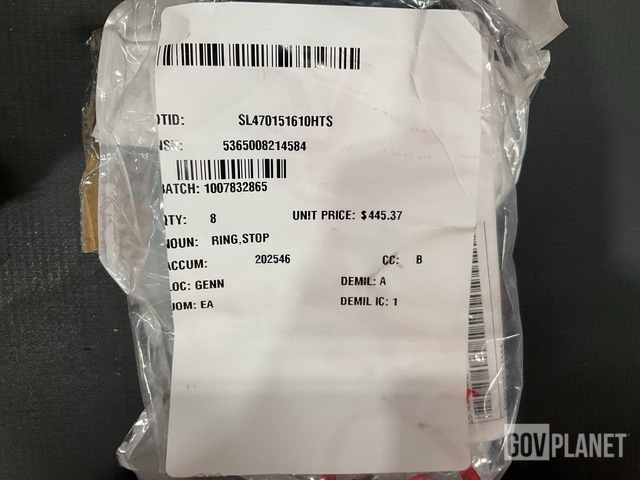 OTID: SL470151610HTS
NSN: 5365008214584
BATCH: 1007832865
QTY: 8 UNIT PRICE: $445.37
NOUN: RING,STOP
ACCUM: 202546 CC: B
LOC: GENN DEMIL: A
UOM: EA DEMIL IC: 1
GOVPLANET